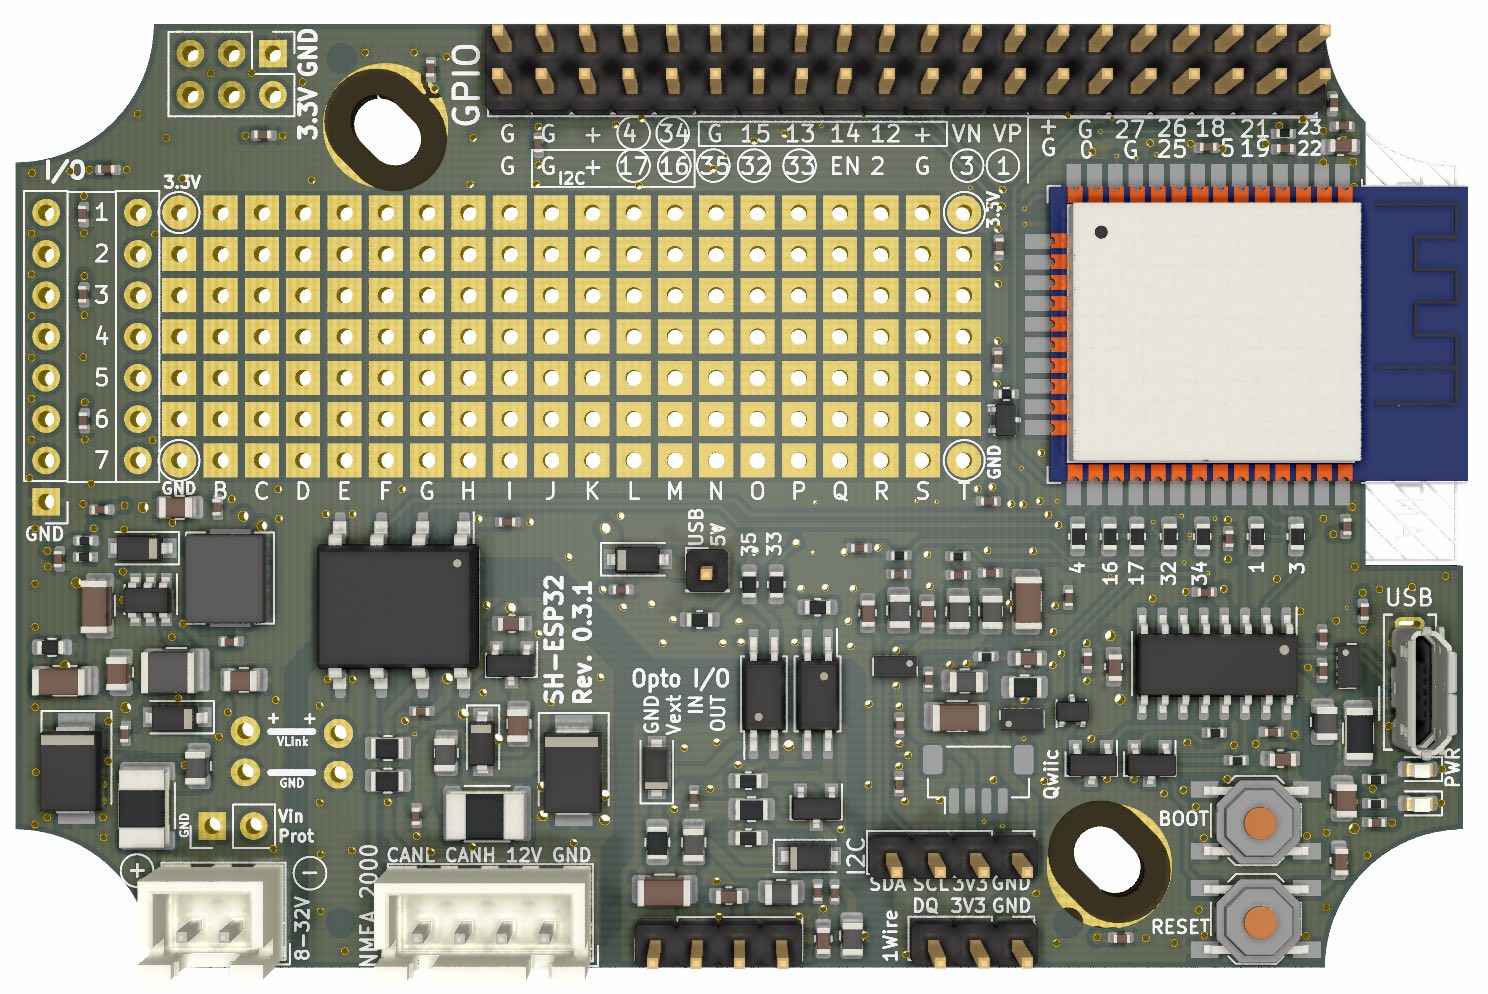 GND
3.3V
GPIO
G G + 4 34 G 15 13 14 12 + VN VP
G G + 17 16 35 32 33 EN 2 G 3 1
I2C
+ G 27 26 18 21 23
G 0 G 25 5 19 22
I/O
3.3V
3.3V
1
2
3
4
5
6
7
GND
GND B C D E F G H I J K L M N O P Q R S T
GND
USB
5V
35
33
4 16 17 32 34 1 3
SH-ESP32
Rev. 0.3.1
USB
Opto I/O
GND
Vext
IN
OUT
+ +
VLink
GND
GND
Vin
Prot
Qwiic
PWR
BOOT
RESET
+
-
8-32V
NMEA 2000
CANL CANH 12V GND
I2C
SDA SCL 3V3 GND
DQ 3V3 GND
1Wire